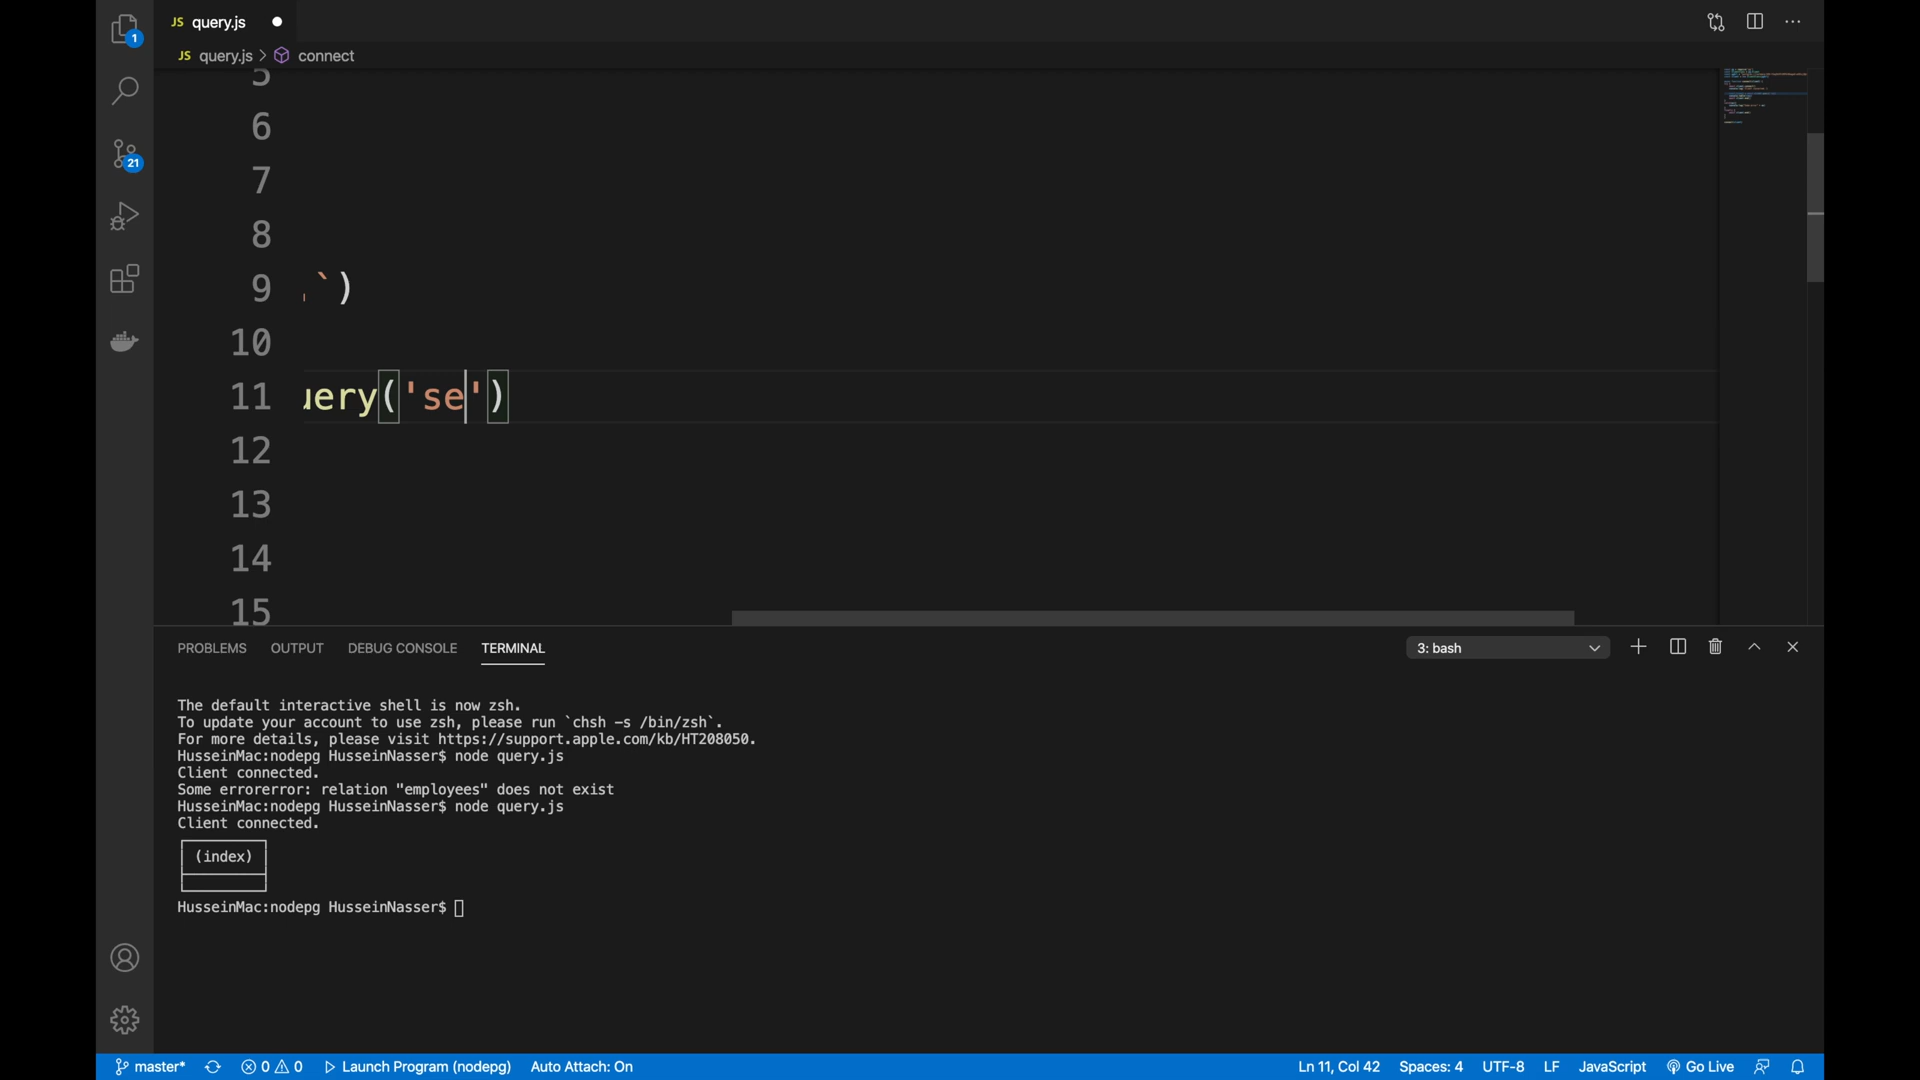 1
JS query.js
JS query.js > connect
5
6
7
21
8
9 `)
10
11 uery('se')
12
13
14
15
PROBLEMS OUTPUT DEBUG CONSOLE TERMINAL 3: bash
The default interactive shell is now zsh.
To update your account to use zsh, please run `chsh -s /bin/zsh`.
For more details, please visit https://support.apple.com/kb/HT208050.
HusseinMac:nodepg HusseinNasser$ node query.js
Client connected.
Some errorerror: relation "employees" does not exist
HusseinMac:nodepg HusseinNasser$ node query.js
Client connected.
(index)
HusseinMac:nodepg HusseinNasser$
master* 0 0 Launch Program (nodepg) Auto Attach: On Ln 11, Col 42 Spaces: 4 UTF-8 LF JavaScript Go Live